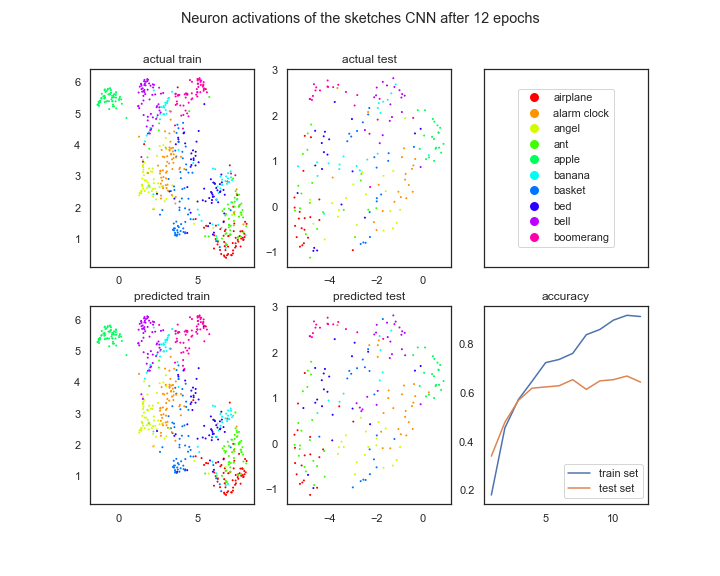 Neuron activations of the sketches CNN after 12 epochs
actual train
6
5
4
3
2
1
0 5
actual test
3
2
1
0
−1
−4 −2 0
airplane
alarm clock
angel
ant
apple
banana
basket
bed
bell
boomerang
predicted train
6
5
4
3
2
1
0 5
predicted test
3
2
1
0
−1
−4 −2 0
accuracy
0.8
0.6
0.4
0.2
5 10
train set
test set